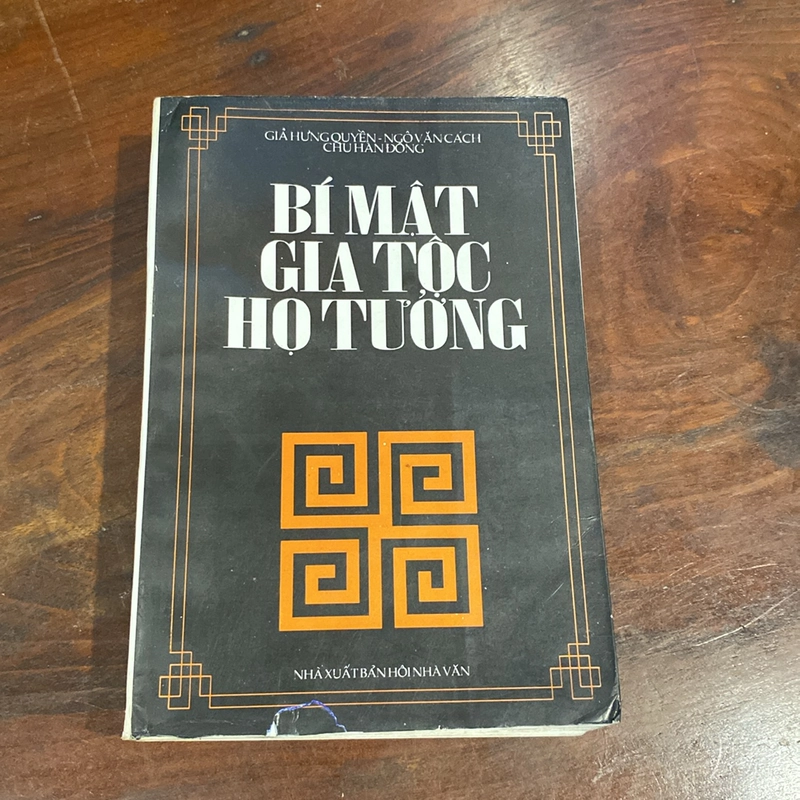 GIẢ HƯNG QUYỀN - NGÔ VĂN CÁCH
CHU HÁN ĐÔNG
BÍ MẬT
GIA TỘC
HỌ TƯỞNG
NHÀ XUẤT BẢN HỘI NHÀ VĂN